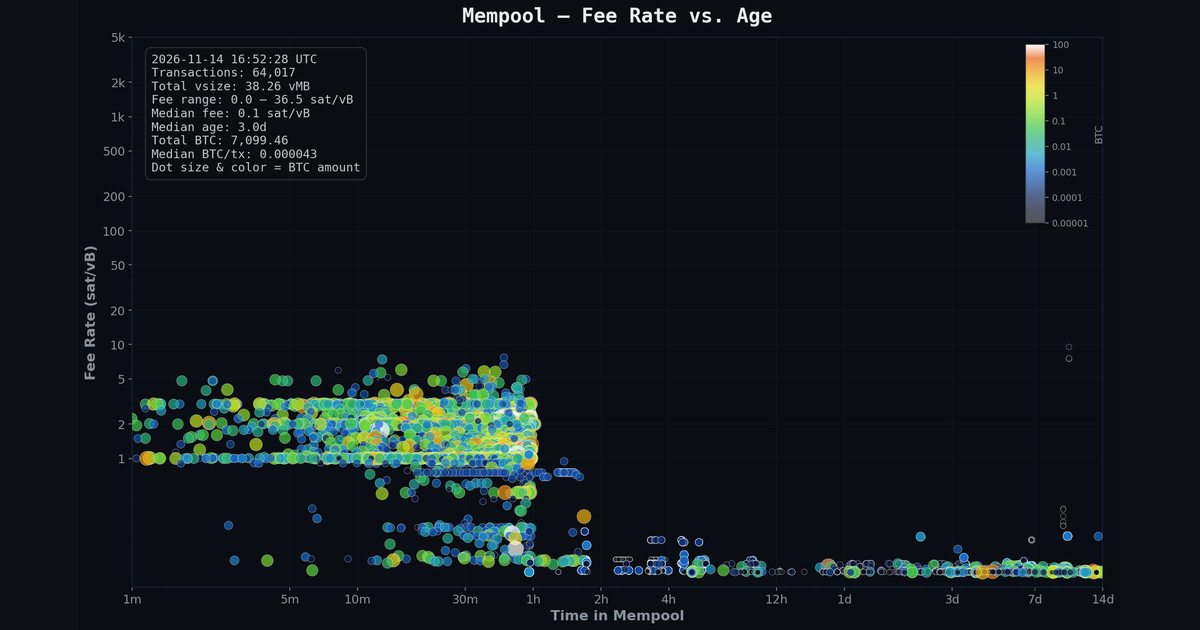 Mempool — Fee Rate vs. Age
2026-11-14 16:52:28 UTC
Transactions: 64,017
Total vsize: 38.26 vMB
Fee range: 0.0 – 36.5 sat/vB
Median fee: 0.1 sat/vB
Median age: 3.0d
Total BTC: 7,099.46
Median BTC/tx: 0.000043
Dot size & color = BTC amount
100
10
1
0.1
0.01
0.001
0.0001
0.00001
BTC
Fee Rate (sat/vB)
5k
2k
1k
500
200
100
50
20
10
5
2
1
1m
5m
10m
30m
1h
2h
4h
12h
1d
3d
7d
14d
Time in Mempool